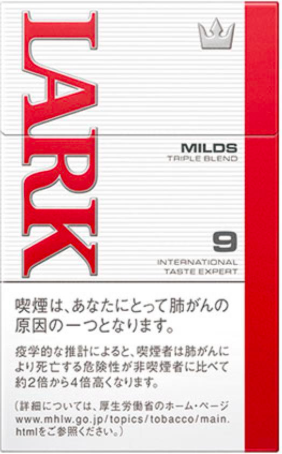 LARK
MILDS
TRIPLE BLEND
9
INTERNATIONAL
TASTE EXPERT
喫煙は、あなたにとって肺がんの
原因の一つとなります。
疫学的な推計によると、喫煙者は肺がんに
より死亡する危険性が非喫煙者に比べて
約2倍から4倍高くなります。
(詳細については、厚生労働省のホーム・ページ
www.mhlw.go.jp/topics/tobacco/main.
htmlをご参照ください。)